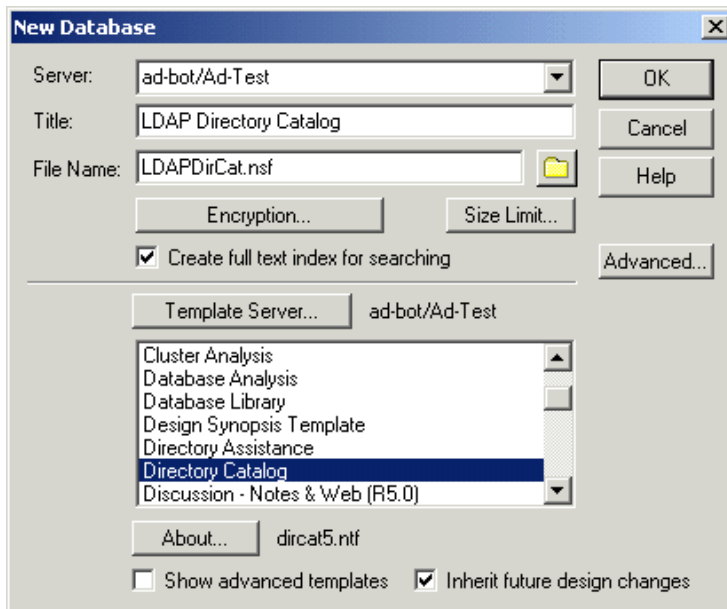 New Database
Server: ad-bot/Ad-Test OK
Title: LDAP Directory Catalog Cancel
File Name: LDAPDirCat.nsf Help
Encryption... Size Limit...
Create full text index for searching Advanced...
Template Server... ad-bot/Ad-Test
Cluster Analysis
Database Analysis
Database Library
Design Synopsis Template
Directory Assistance
Directory Catalog
Discussion - Notes & Web (R5.0)
About... dircat5.ntf
Show advanced templates Inherit future design changes